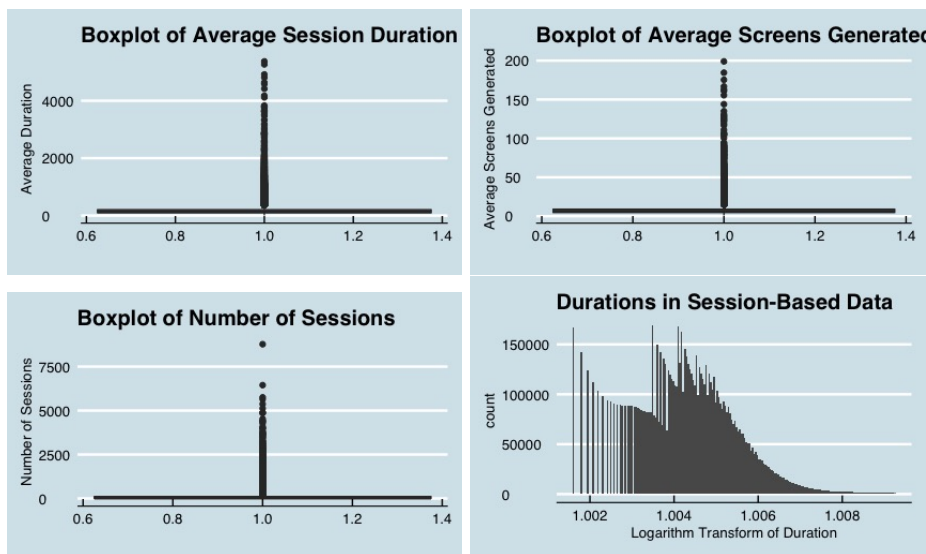 Boxplot of Average Session Duration
Average Duration
4000
2000
0
0.6 0.8 1.0 1.2 1.4
Boxplot of Average Screens Generated
Average Screens Generated
200
150
100
50
0
0.6 0.8 1.0 1.2 1.4
Boxplot of Number of Sessions
Number of Sessions
7500
5000
2500
0
0.6 0.8 1.0 1.2 1.4
Durations in Session-Based Data
count
150000
100000
50000
0
1.002 1.004 1.006 1.008
Logarithm Transform of Duration